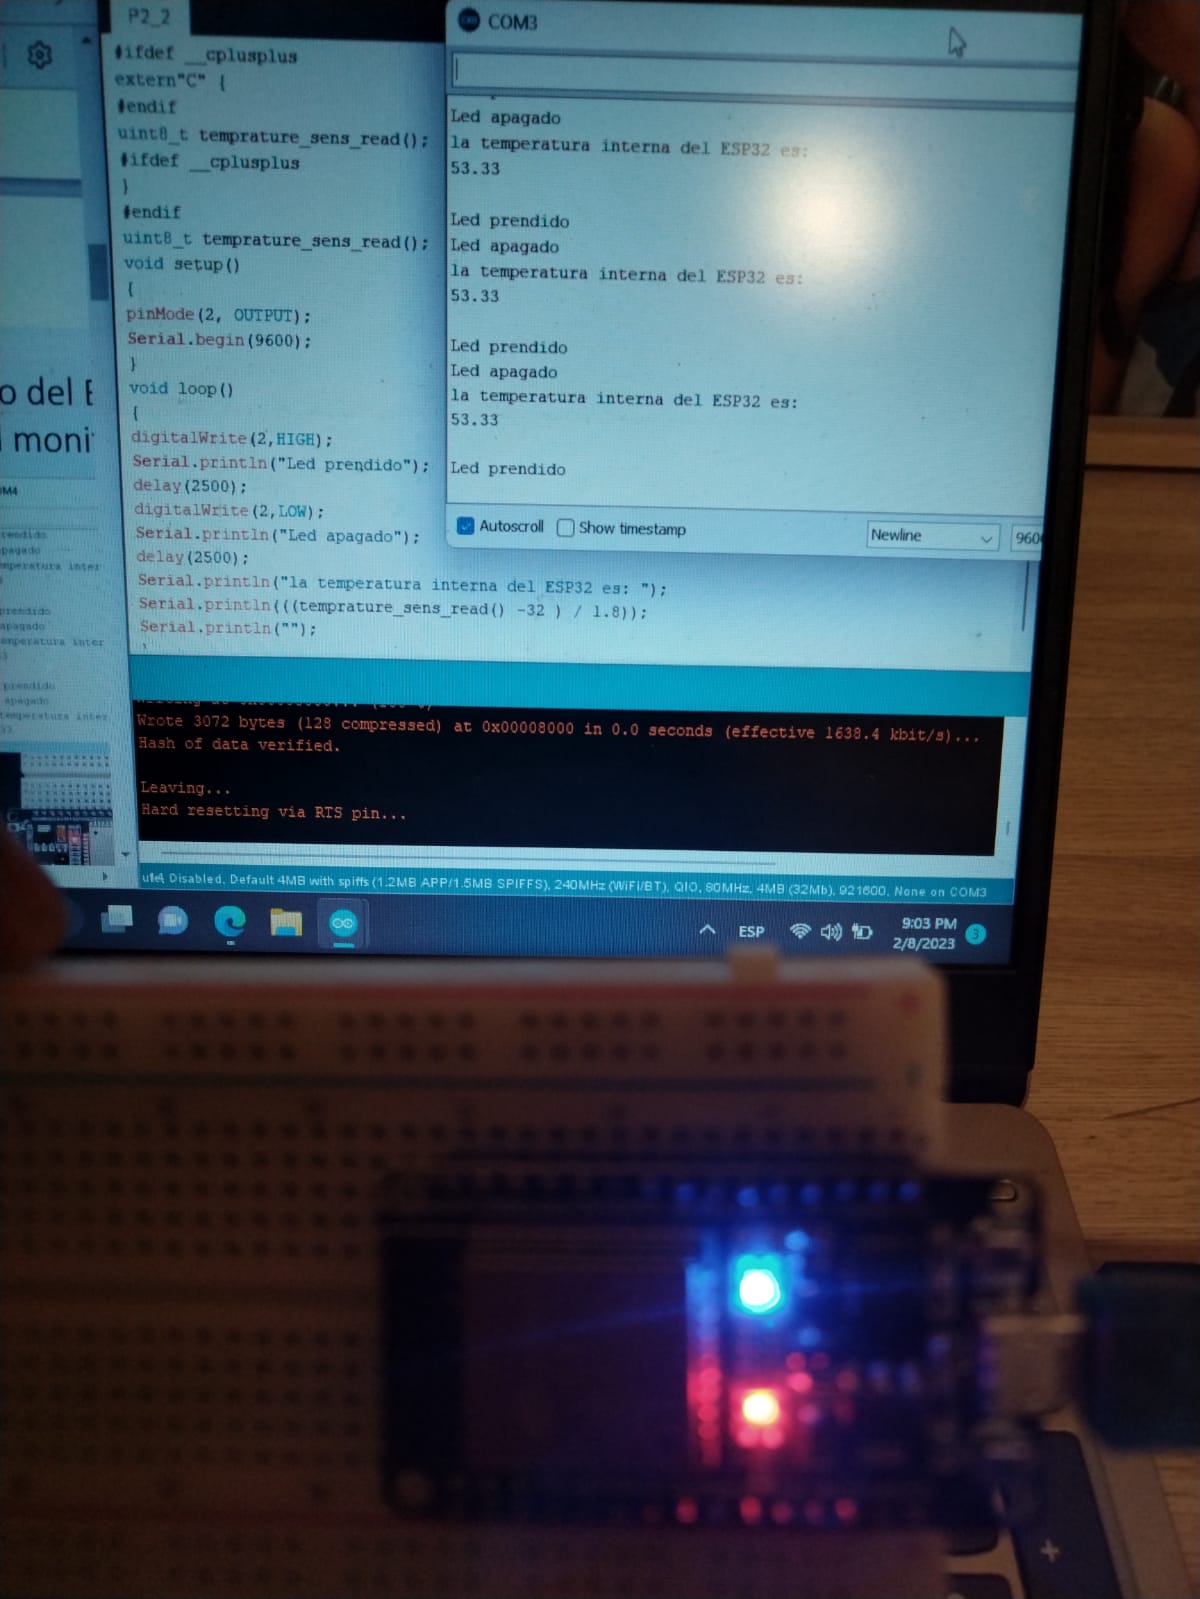 P2_2
#ifdef __cplusplus
extern"C" {
#endif
uint8_t temprature_sens_read();
#ifdef __cplusplus
}
#endif
uint8_t temprature_sens_read();
void setup()
{
pinMode(2, OUTPUT);
Serial.begin(9600);
}
void loop()
{
digitalWrite(2,HIGH);
Serial.println("Led prendido");
delay(2500);
digitalWrite(2,LOW);
Serial.println("Led apagado");
delay(2500);
Serial.println("la temperatura interna del ESP32 es: ");
Serial.println(((temprature_sens_read() -32 ) / 1.8));
Serial.println("");
COM3
Led apagado
la temperatura interna del ESP32 es:
53.33
Led prendido
Led apagado
la temperatura interna del ESP32 es:
53.33
Led prendido
Led apagado
la temperatura interna del ESP32 es:
53.33
Led prendido
Autoscroll
Show timestamp
Newline
960
o del E
moni
Wrote 3072 bytes (128 compressed) at 0x00008000 in 0.0 seconds (effective 1638.4 kbit/s)...
Hash of data verified.
Leaving...
Hard resetting via RTS pin...
Disabled, Default 4MB with spiffs (1.2MB APP/1.5MB SPIFFS), 240MHz (WiFi/BT), QIO, 80MHz, 4MB (32Mb), 921600, None on COM3
ESP
9:03 PM
2/8/2023
3
+